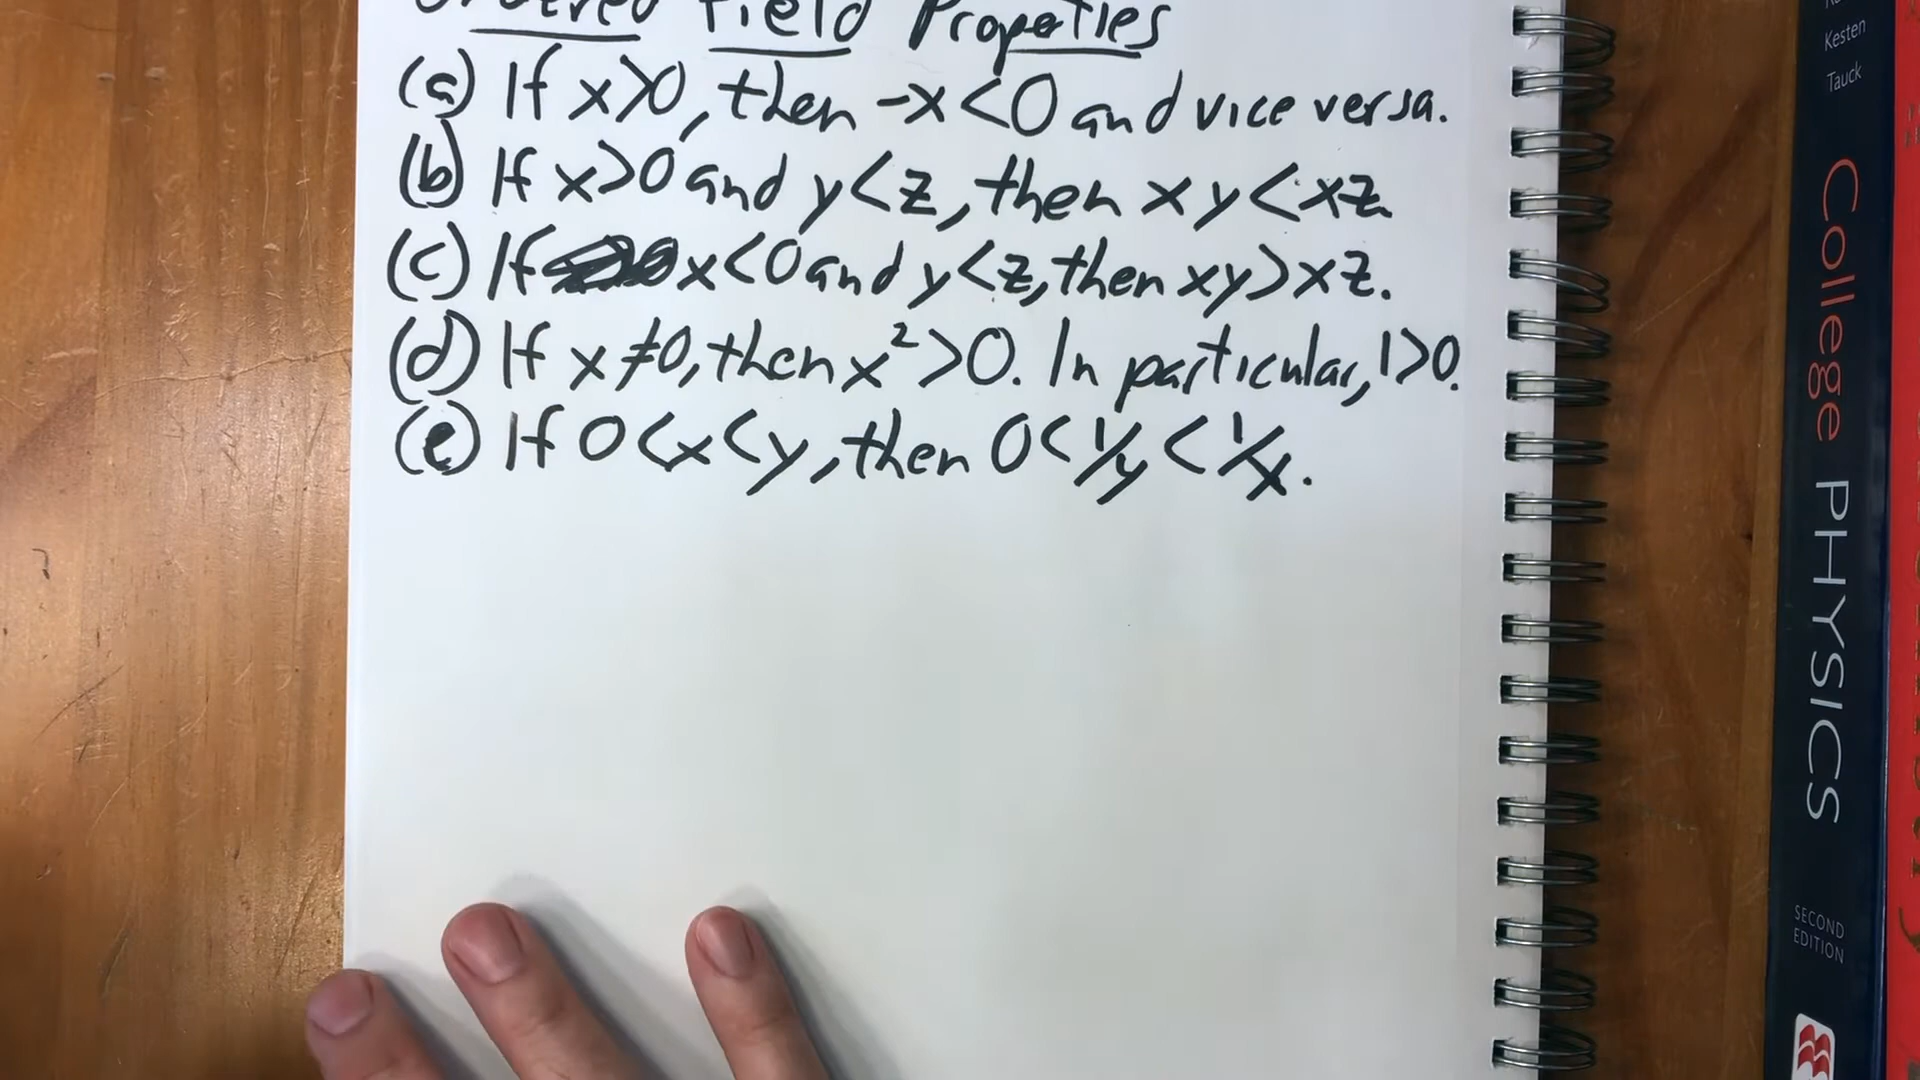 Ordered Field Properties
(a) If x>0, then -x<0 and vice versa.
(b) If x>0 and y<z, then xy<xz.
(c) If x<0 and y<z, then xy>xz.
(d) If x≠0, then x²>0. In particular, 1>0.
(e) If 0<x<y, then 0<1/y<1/x.
Kesten
Tauck
College PHYSICS
SECOND
EDITION